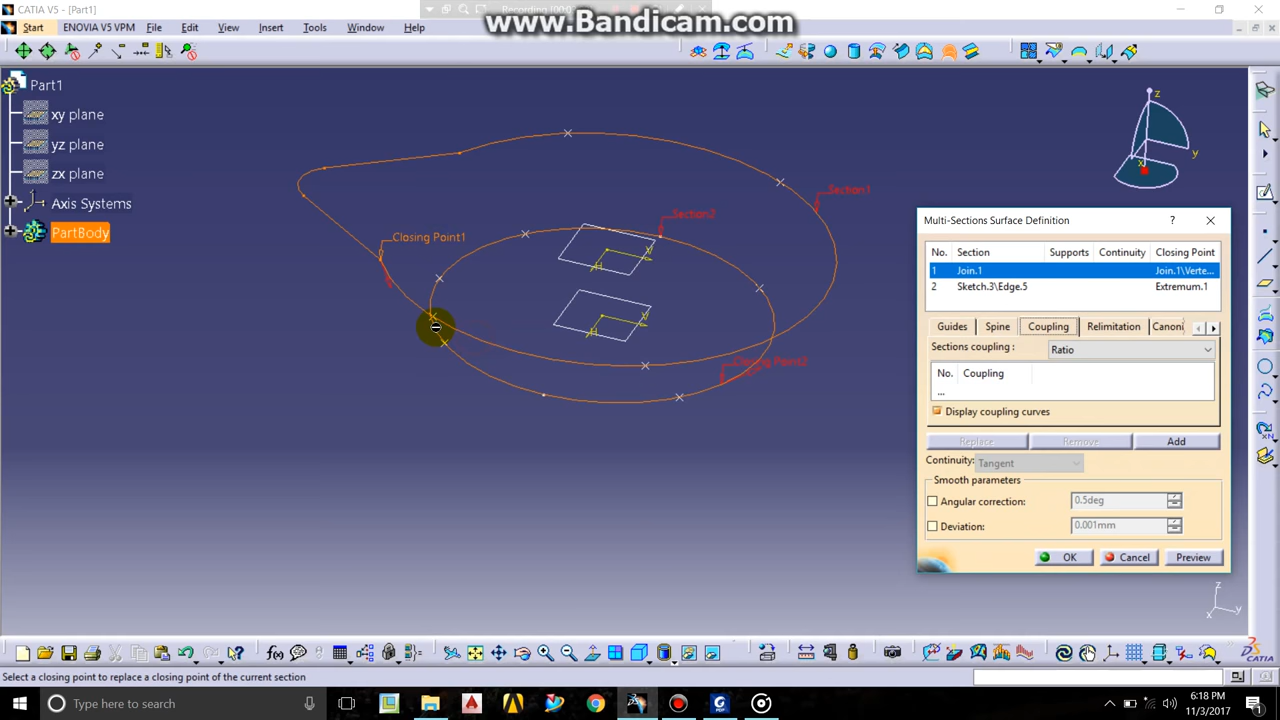 CATIA V5 - [Part1]
Recording [00:0
www.Bandicam.com
Start ENOVIA V5 VPM File Edit View Insert Tools Window Help
Part1
xy plane
yz plane
zx plane
Axis Systems
PartBody
Closing Point1
Section1
Section2
Closing Point2
H V
H V
z
y
x
Multi-Sections Surface Definition ?
No. Section Supports Continuity Closing Point
1 Join.1 Join.1\Verte...
2 Sketch.3\Edge.5 Extremum.1
Guides Spine Coupling Relimitation Canoni
Sections coupling : Ratio
No. Coupling
...
Display coupling curves
Replace Remove Add
Continuity: Tangent
Smooth parameters
Angular correction: 0.5deg
Deviation: 0.001mm
OK Cancel Preview
z
x y
f(x)
CATIA
Select a closing point to replace a closing point of the current section
Type here to search
6:18 PM
11/3/2017